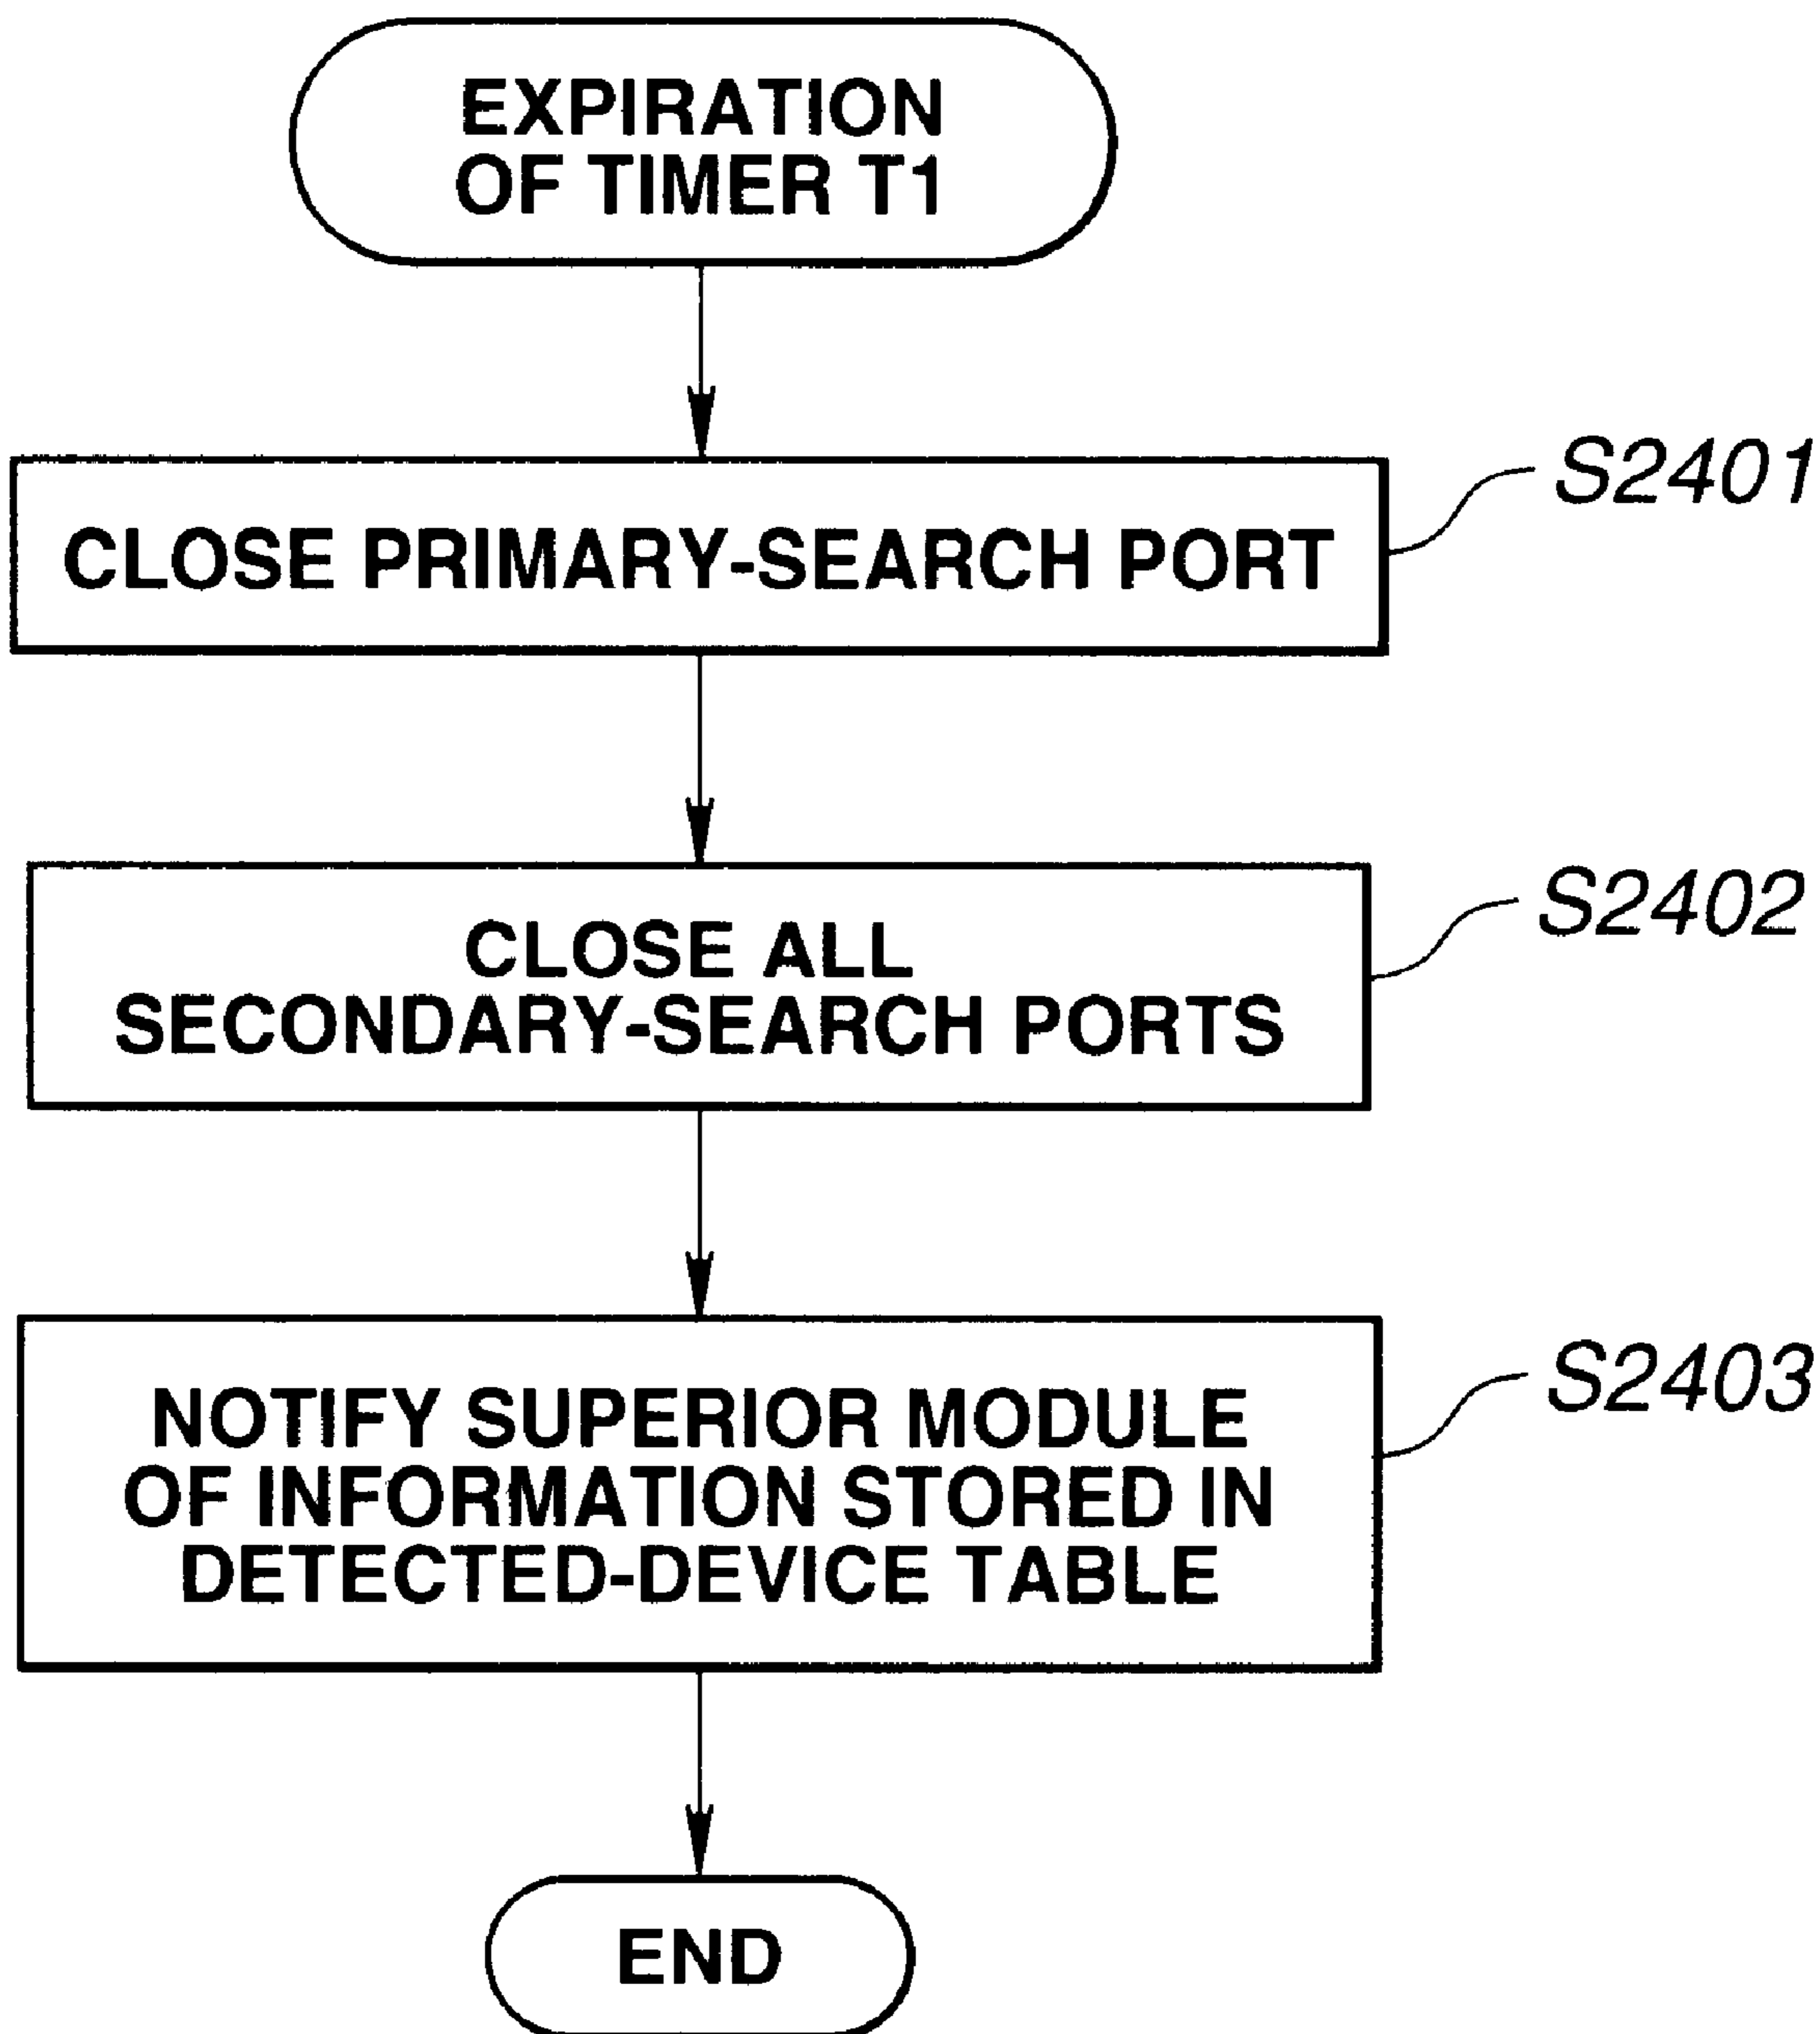 EXPIRATION
OF TIMER T1
CLOSE PRIMARY-SEARCH PORT
S2401
CLOSE ALL
SECONDARY-SEARCH PORTS
S2402
NOTIFY SUPERIOR MODULE
OF INFORMATION STORED IN
DETECTED-DEVICE TABLE
S2403
END